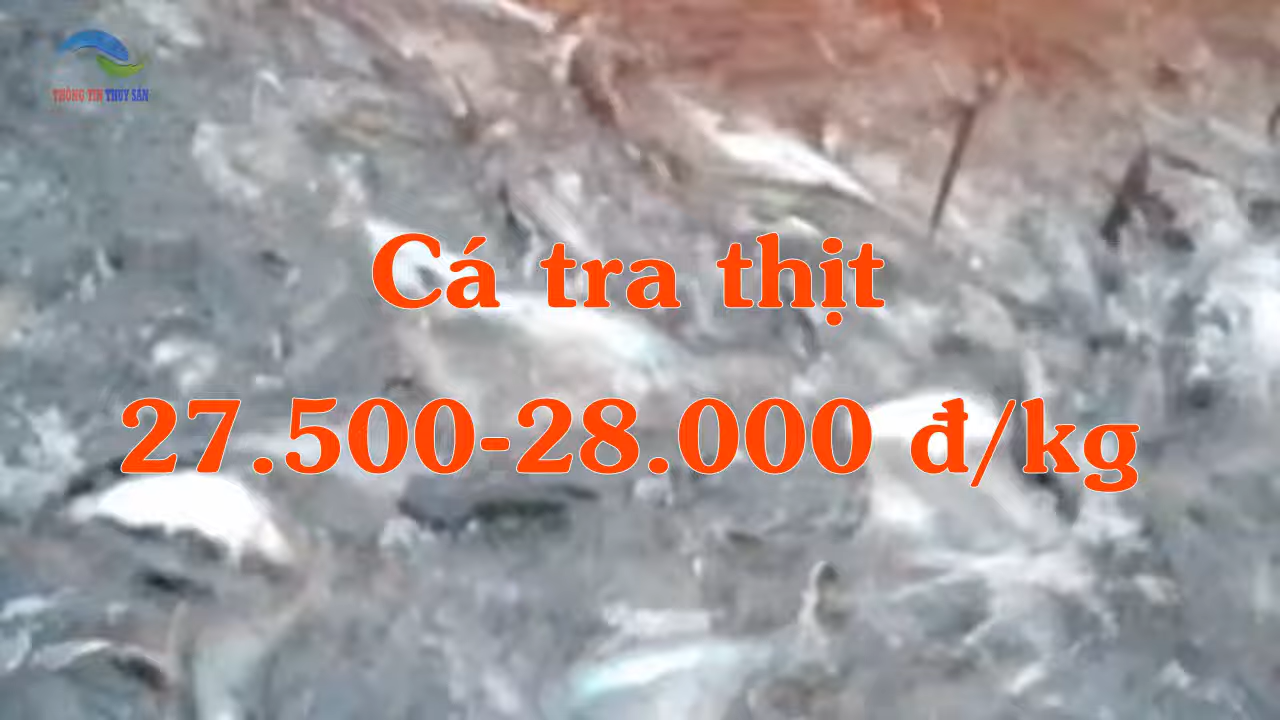 THÔNG TIN THỦY SẢN
Cá tra thịt
27.500-28.000 đ/kg